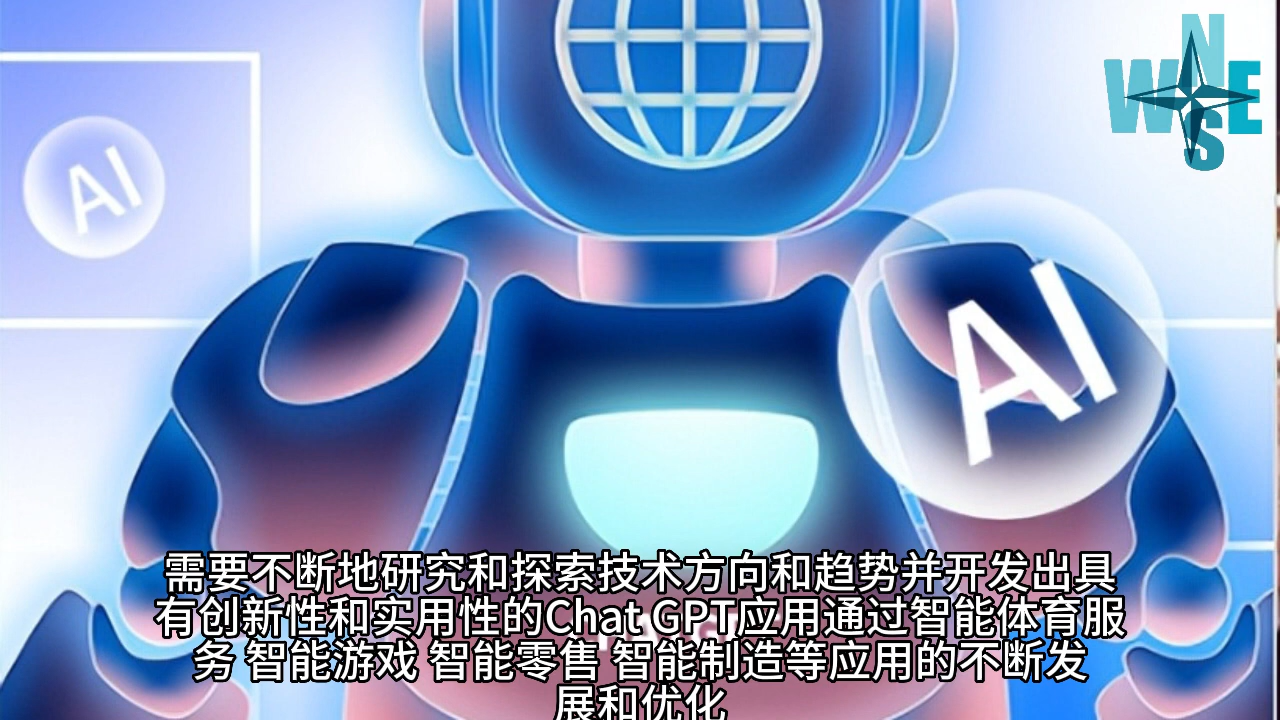 N
W E
S
AI
AI
需要不断地研究和探索技术方向和趋势并开发出具
有创新性和实用性的Chat GPT应用通过智能体育服
务 智能游戏 智能零售 智能制造等应用的不断发
展和优化